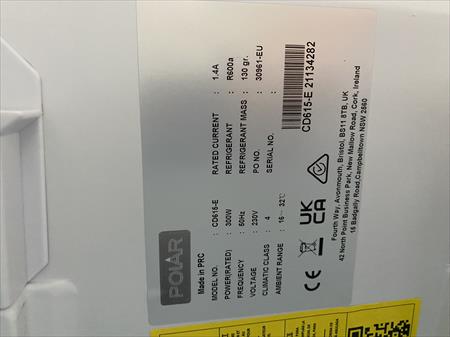 POLAR
Made in PRC
MODEL NO. : CD615-E
POWER(RATED) : 300W
FREQUENCY : 50Hz
VOLTAGE : 230V
CLIMATIC CLASS : 4
AMBIENT RANGE : 16~32℃
RATED CURRENT : 1.4A
REFRIGERANT : R600a
REFRIGERANT MASS : 130 gr.
PO NO. : 30961-EU
SERIAL NO. :
CD615-E 21134282
CE
UK
CA
Fourth Way, Avonmouth, Bristol, BS11 8TB, UK
42 North Point Business Park, New Mallow Road, Cork, Ireland
15 Badgally Road,Campbelltown NSW 2560